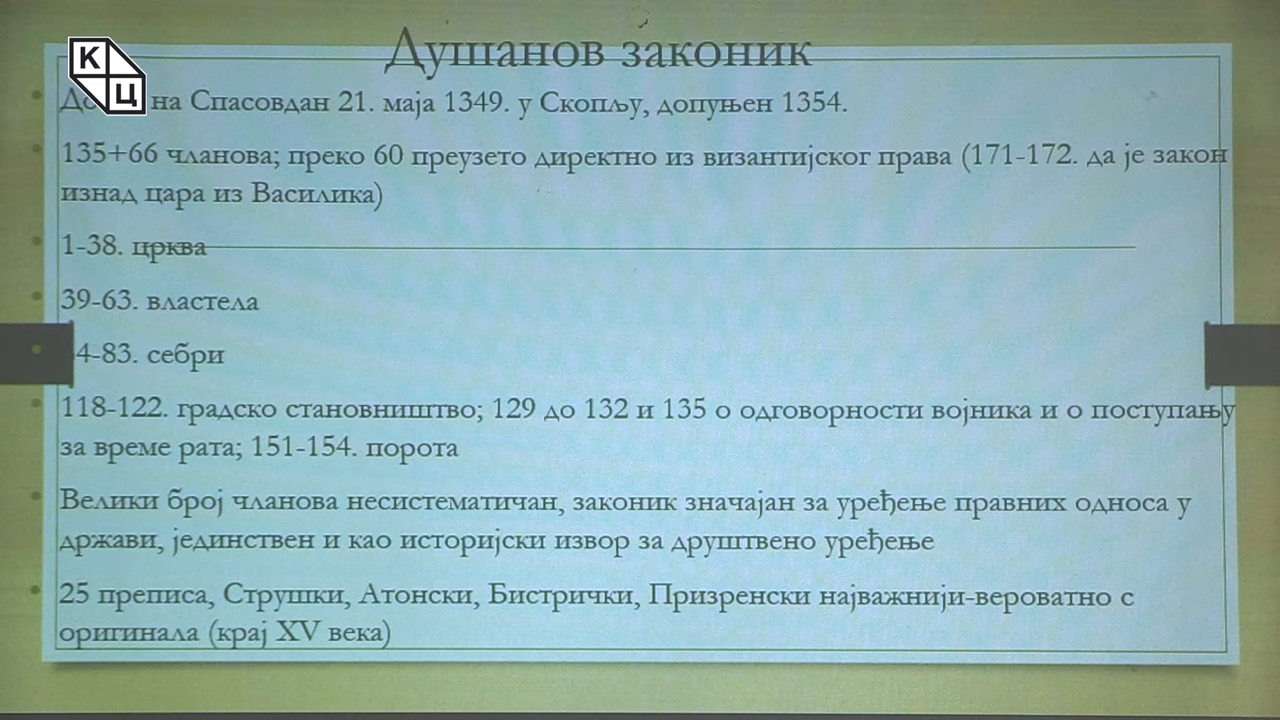 Душанов законик
К
Ц
на Спасовдан 21. маја 1349. у Скопљу, допуњен 1354.
135+66 чланова; преко 60 преузето директно из византијског права (171-172. да је закон
изнад цара из Василика)
1-38. црква
39-63. властела
4-83. себри
118-122. градско становништво; 129 до 132 и 135 о одговорности војника и о поступању
за време рата; 151-154. порота
Велики број чланова несистематичан, законик значајан за уређење правних односа у
држави, јединствен и као историјски извор за друштвено уређење
25 преписа, Струшки, Атонски, Бистрички, Призренски најважнији-вероватно с
оригинала (крај XV века)